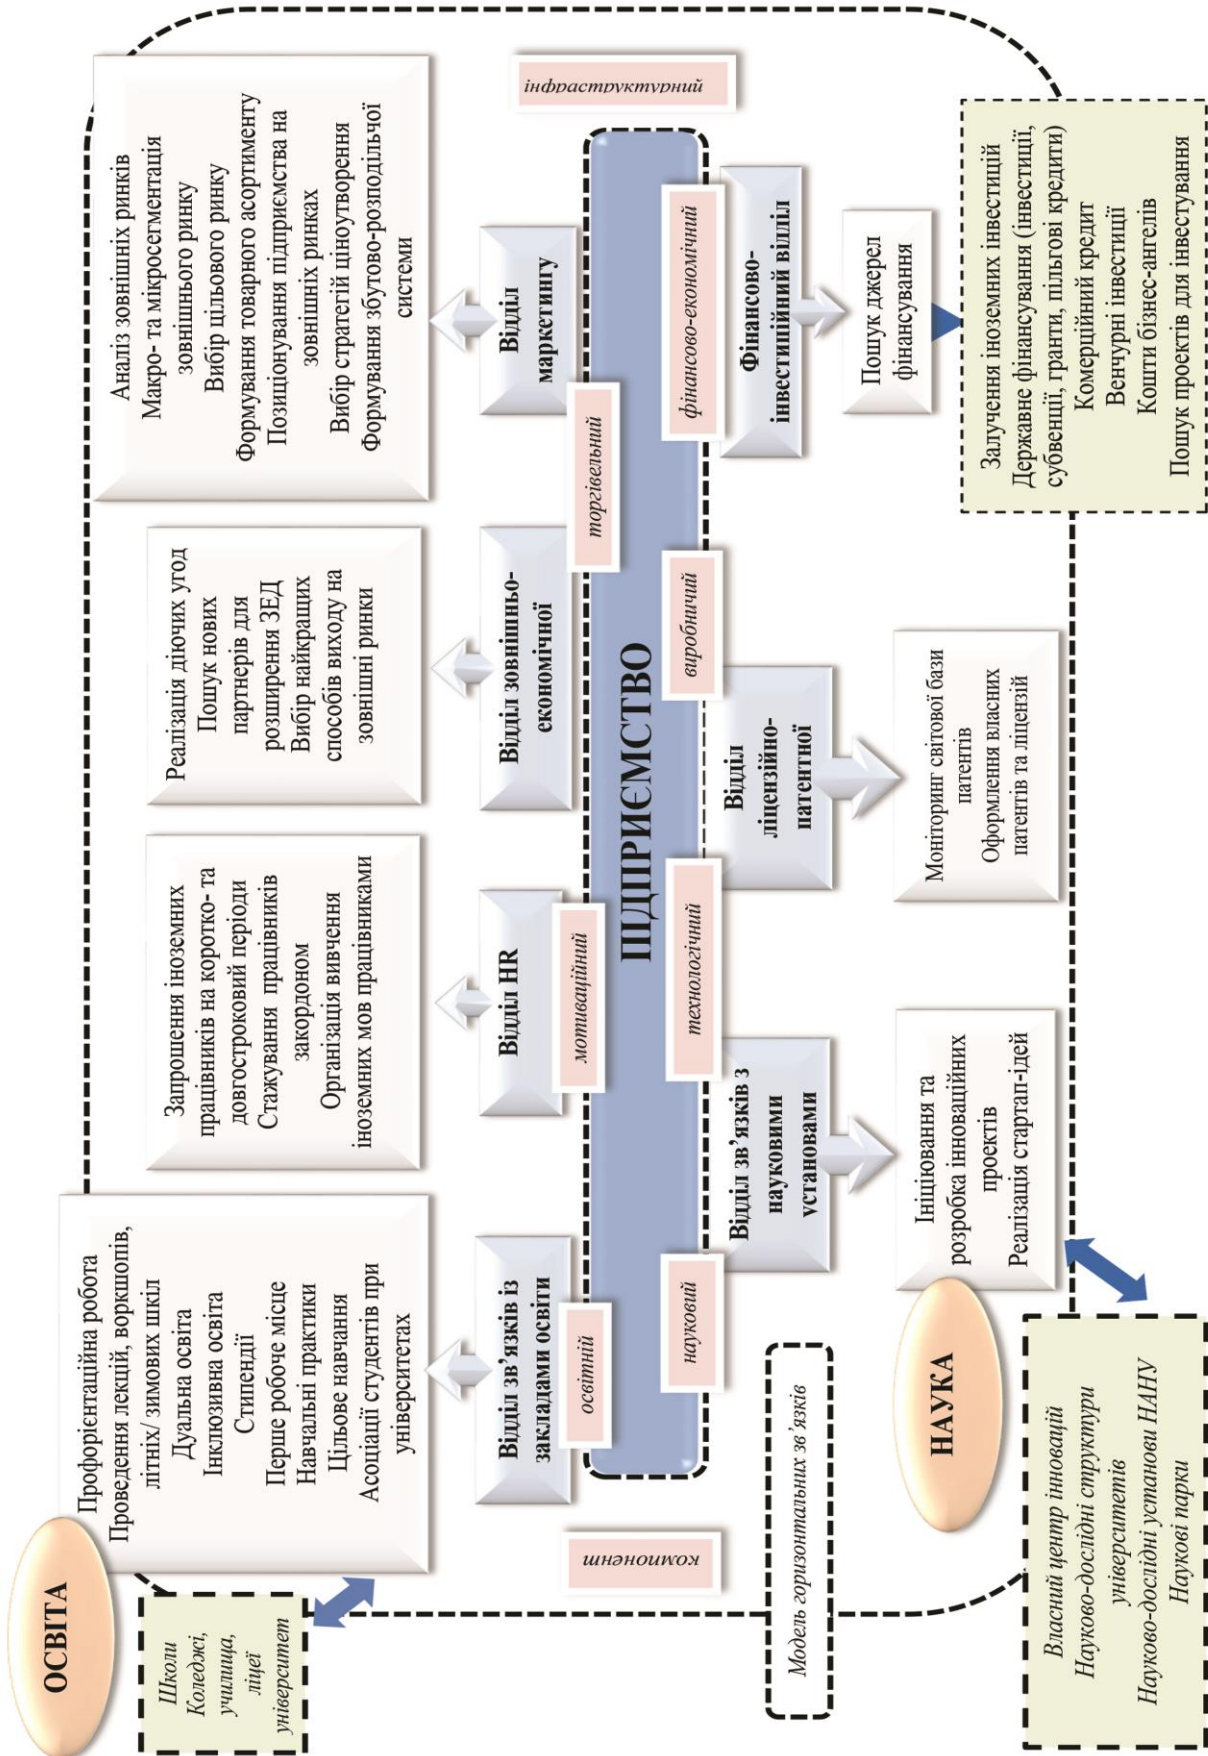 ОСВІТА
Школи
Коледжі,
училища,
ліцеї
університет
Профорієнтаційна робота
Проведення лекцій, воркшопів,
літніх/ зимових шкіл
Дуальна освіта
Інклюзивна освіта
Стипендії
Перше робоче місце
Навчальні практики
Цільове навчання
Асоціації студентів при
університетах
Запрошення іноземних
працівників на коротко- та
довгостроковий періоди
Стажування працівників
закордоном
Організація вивчення
іноземних мов працівниками
Реалізація діючих угод
Пошук нових
партнерів для
розширення ЗЕД
Вибір найкращих
способів виходу на
зовнішні ринки
Аналіз зовнішніх ринків
Макро- та мікросегментація
зовнішнього ринку
Вибір цільового ринку
Формування товарного асортименту
Позиціонування підприємства на
зовнішніх ринках
Вибір стратегій ціноутворення
Формування збутово-розподільчої
системи
Відділ зв’язків із
закладами освіти
Відділ HR
Відділ зовнішньо-
економічної
Відділ
маркетингу
компонент
освітній
мотиваційний
торгівельний
інфраструктурний
ПІДПРИЄМСТВО
науковий
технологічний
виробничий
фінансово-економічний
Відділ зв’язків з
науковими
установами
Відділ
ліцензійно-
патентної
Фінансово-
інвестиційний відділ
Модель горизонтальних зв’язків
НАУКА
Ініціювання та
розробка інноваційних
проектів
Реалізація стартап-ідей
Моніторинг світової бази
патентів
Оформлення власних
патентів та ліцензій
Пошук джерел
фінансування
Власний центр інновацій
Науково-дослідні структури
університетів
Науково-дослідні установи НАНУ
Наукові парки
Залучення іноземних інвестицій
Державне фінансування (інвестиції,
субвенції, гранти, пільгові кредити)
Комерційний кредит
Венчурні інвестиції
Кошти бізнес-ангелів
Пошук проектів для інвестування